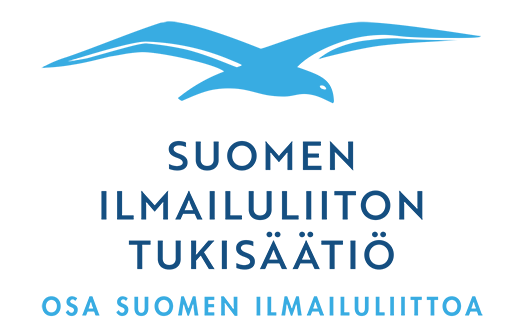 SUOMEN
ILMAILULIITON
TUKISÄÄTIÖ
OSA SUOMEN ILMAILULIITTOA